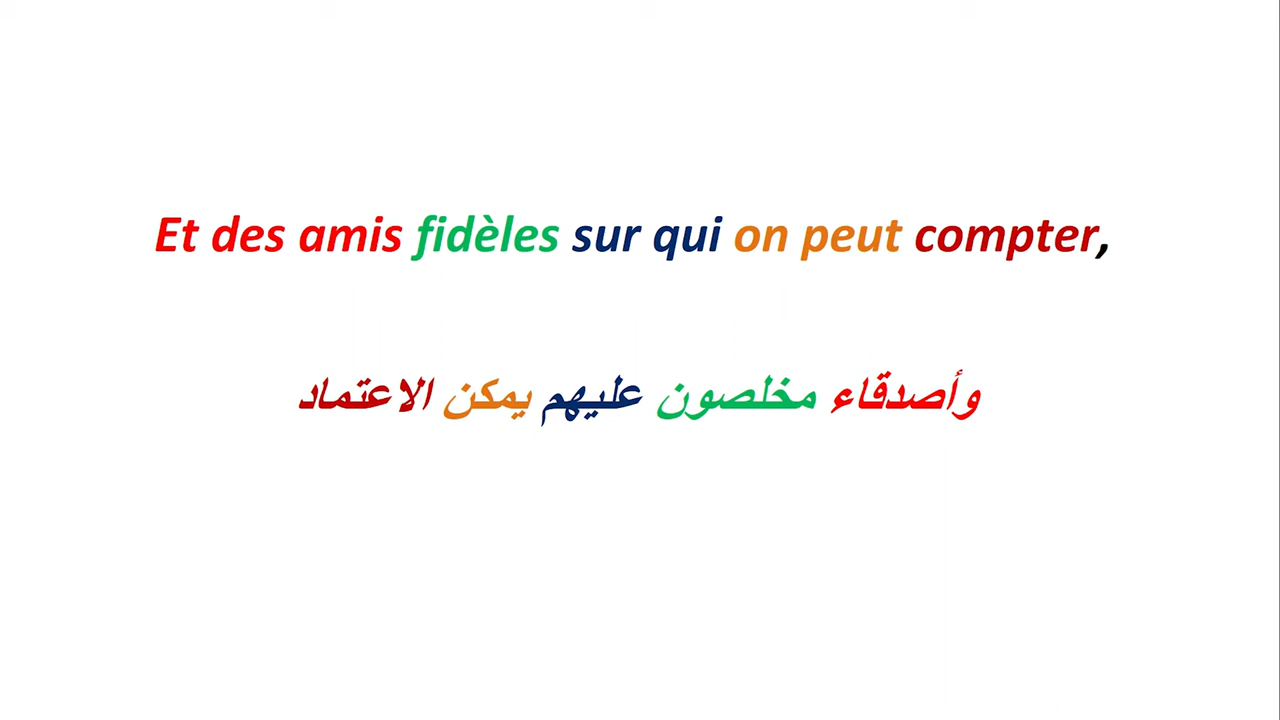 Et des amis fidèles sur qui on peut compter,
وأصدقاء مخلصون عليهم يمكن الاعتماد